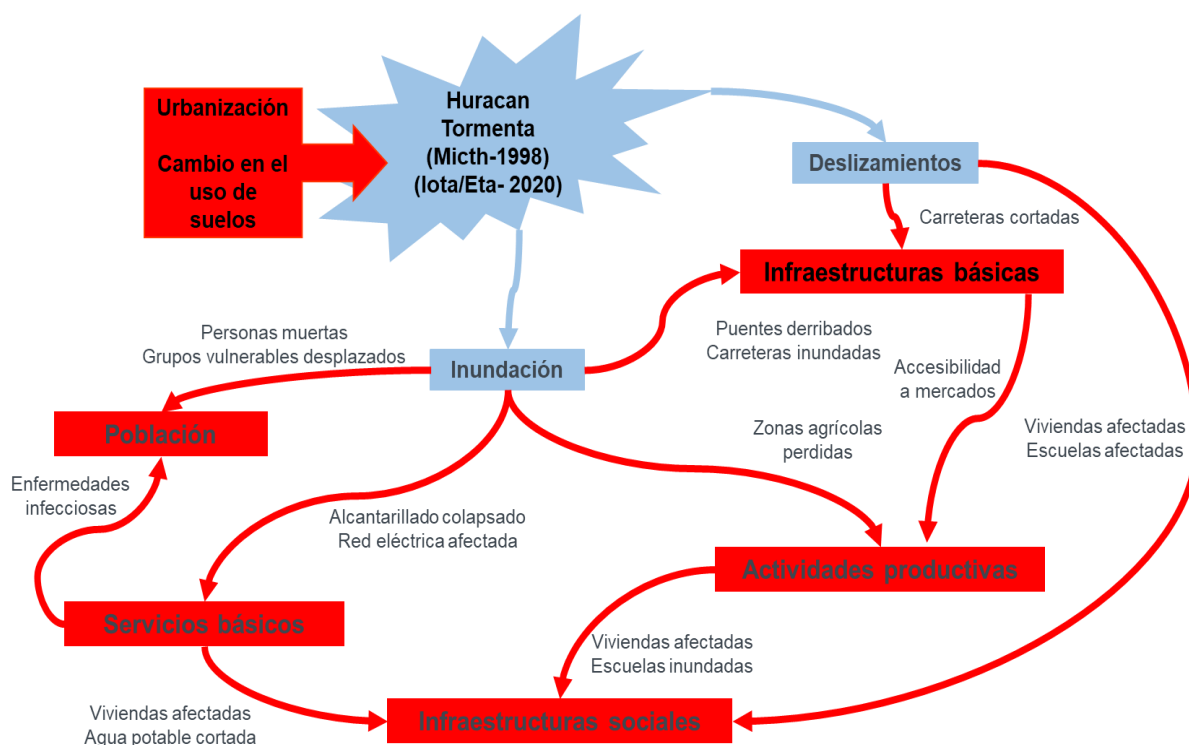 Urbanización
Cambio en el
uso de
suelos
Huracan
Tormenta
(Micth-1998)
(Iota/Eta- 2020)
Deslizamientos
Carreteras cortadas
Infraestructuras básicas
Personas muertas
Grupos vulnerables desplazados
Inundación
Puentes derribados
Carreteras inundadas
Accesibilidad
a mercados
Población
Zonas agrícolas
perdidas
Viviendas afectadas
Escuelas afectadas
Enfermedades
infecciosas
Alcantarillado colapsado
Red eléctrica afectada
Actividades productivas
Servicios básicos
Viviendas afectadas
Escuelas inundadas
Infraestructuras sociales
Viviendas afectadas
Agua potable cortada